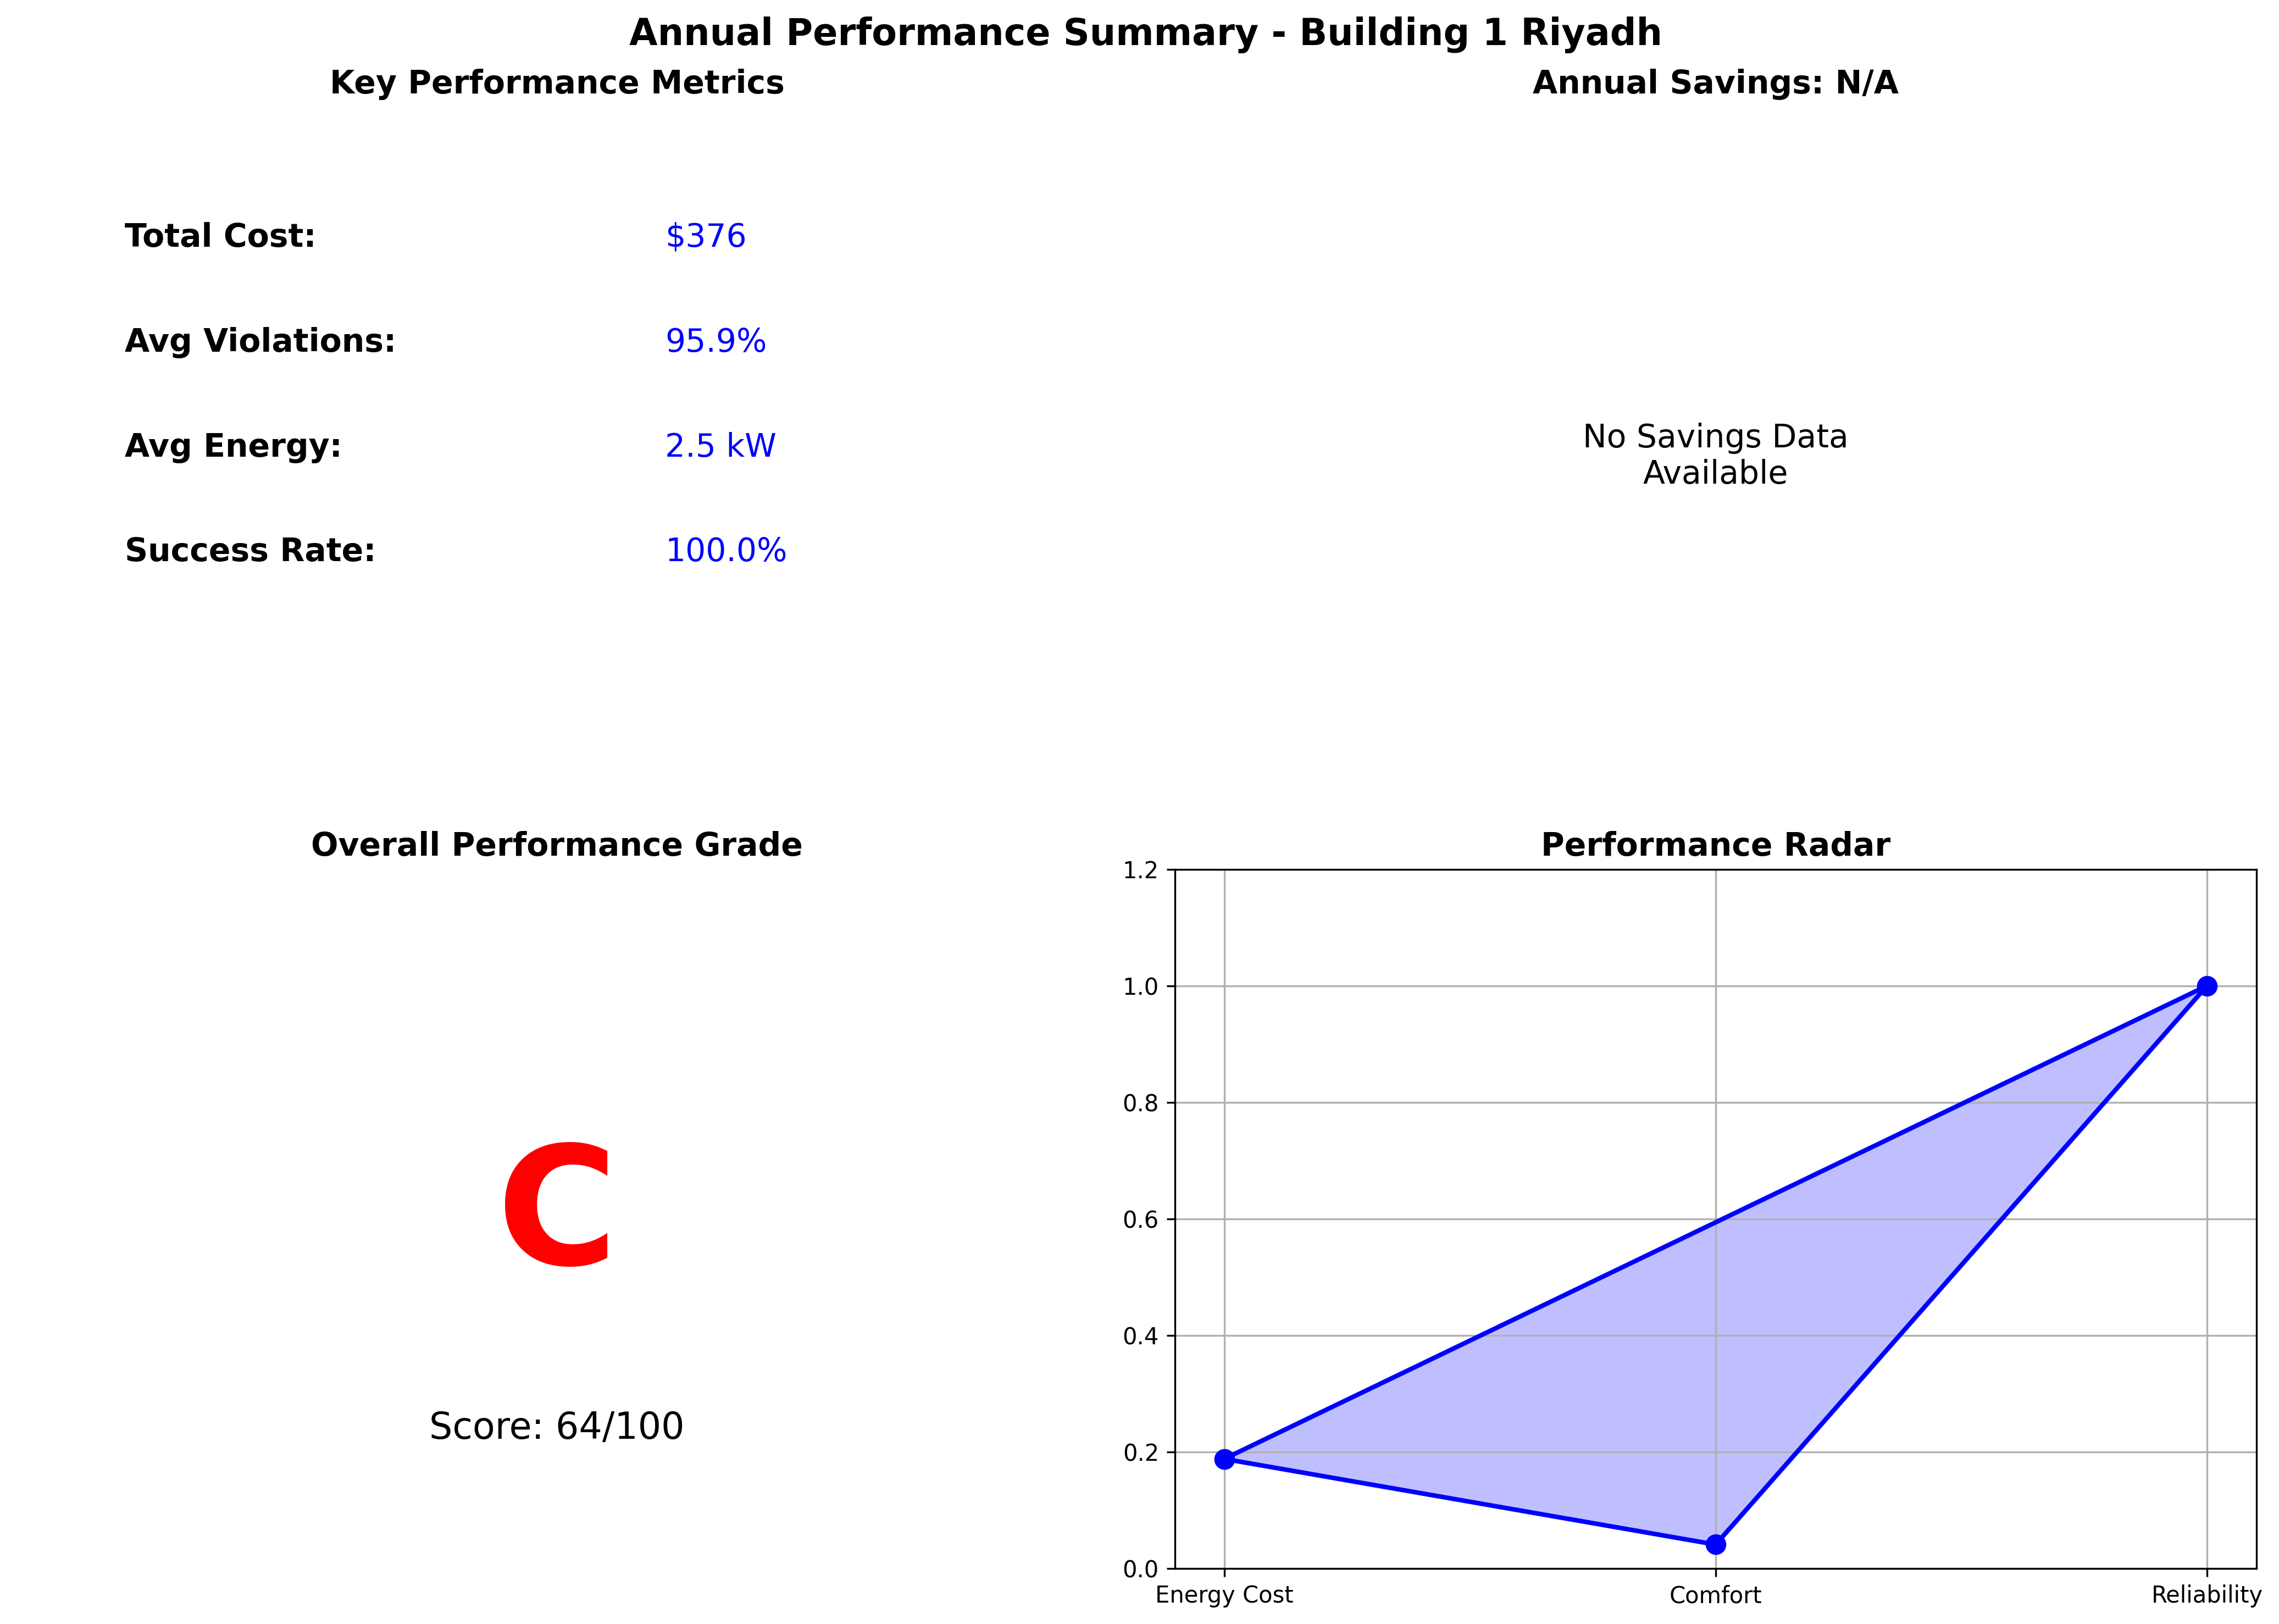 Annual Performance Summary - Building 1 Riyadh
Key Performance Metrics
Total Cost: $376
Avg Violations: 95.9%
Avg Energy: 2.5 kW
Success Rate: 100.0%
Annual Savings: N/A
No Savings Data
Available
Overall Performance Grade
C
Score: 64/100
Performance Radar
1.2
1.0
0.8
0.6
0.4
0.2
0.0
Energy Cost Comfort Reliability